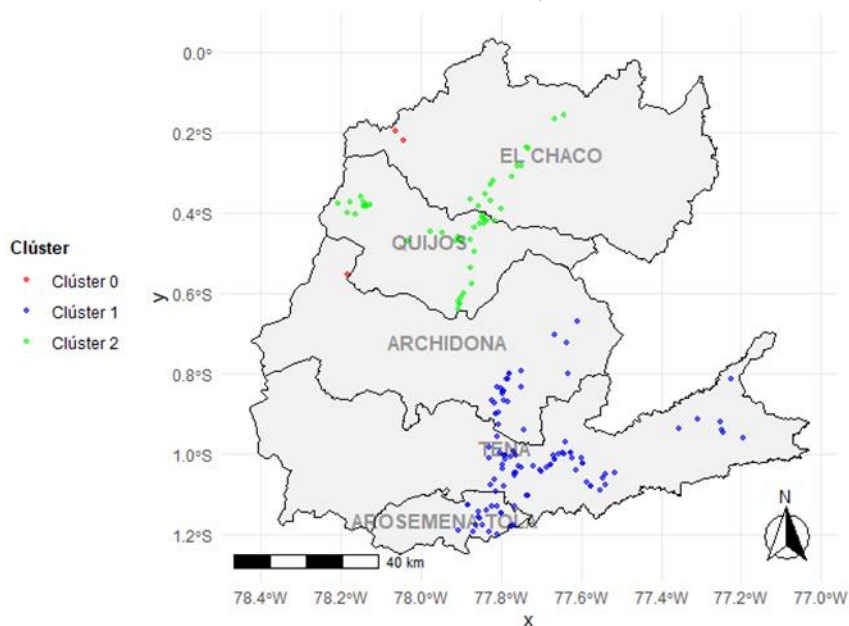 0.0°
0.2°S
0.4°S
0.6°S
0.8°S
1.0°S
1.2°S
y
Clúster
Clúster 0
Clúster 1
Clúster 2
EL CHACO
QUIJOS
ARCHIDONA
TENA
AROSEMENA TOLA
N
40 km
78.4°W 78.2°W 78.0°W 77.8°W 77.6°W 77.4°W 77.2°W 77.0°W
x